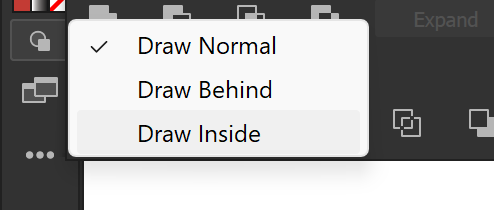 Expand
Draw Normal
Draw Behind
Draw Inside